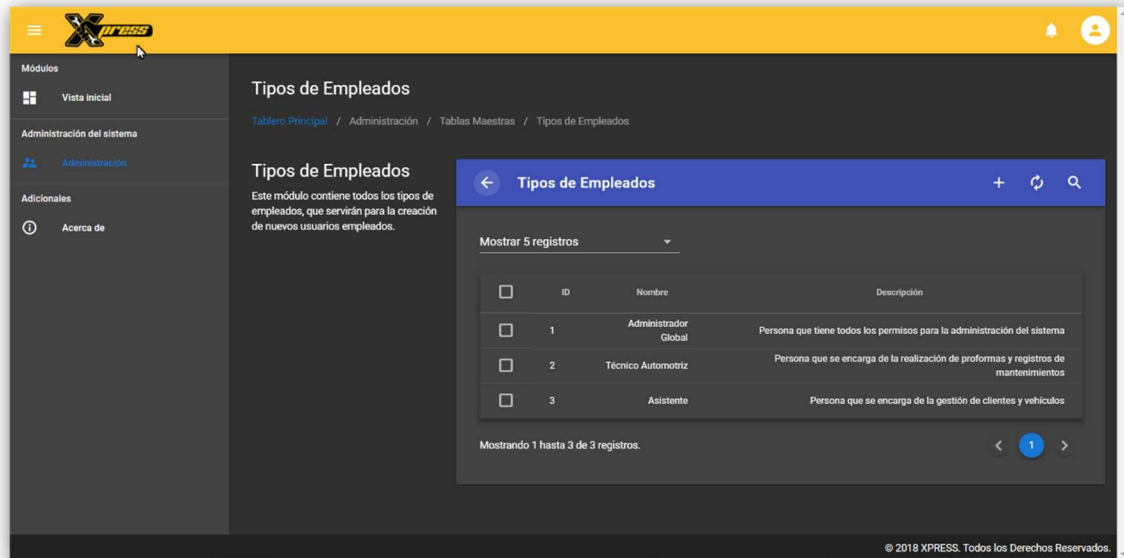 Xpress
Módulos
Vista inicial
Administración del sistema
Administración
Adicionales
Acerca de
Tipos de Empleados
Tablero Principal / Administración / Tablas Maestras / Tipos de Empleados
Tipos de Empleados
Este módulo contiene todos los tipos de
empleados, que servirán para la creación
de nuevos usuarios empleados.
Tipos de Empleados
Mostrar 5 registros
ID Nombre Descripción
1 Administrador Global Persona que tiene todos los permisos para la administración del sistema
2 Técnico Automotriz Persona que se encarga de la realización de proformas y registros de
mantenimientos
3 Asistente Persona que se encarga de la gestión de clientes y vehículos
Mostrando 1 hasta 3 de 3 registros.
1
© 2018 XPRESS. Todos los Derechos Reservados.